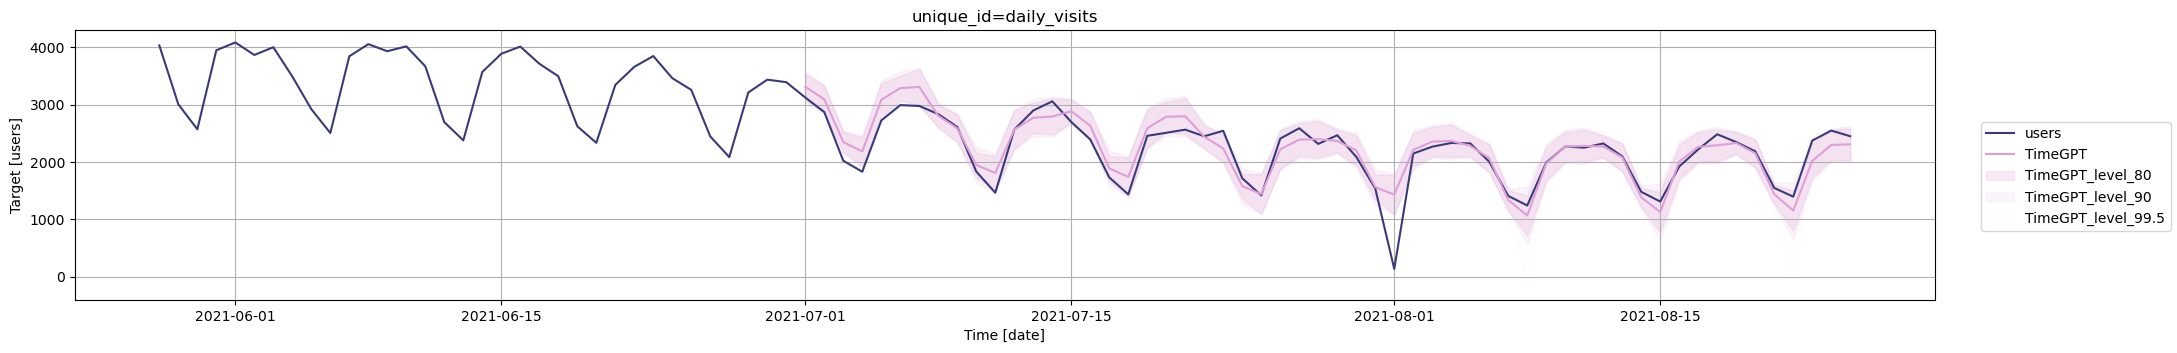 unique_id=daily_visits
Target [users]
4000
3000
2000
1000
0
2021-06-01
2021-06-15
2021-07-01
2021-07-15
2021-08-01
2021-08-15
Time [date]
users
TimeGPT
TimeGPT_level_80
TimeGPT_level_90
TimeGPT_level_99.5